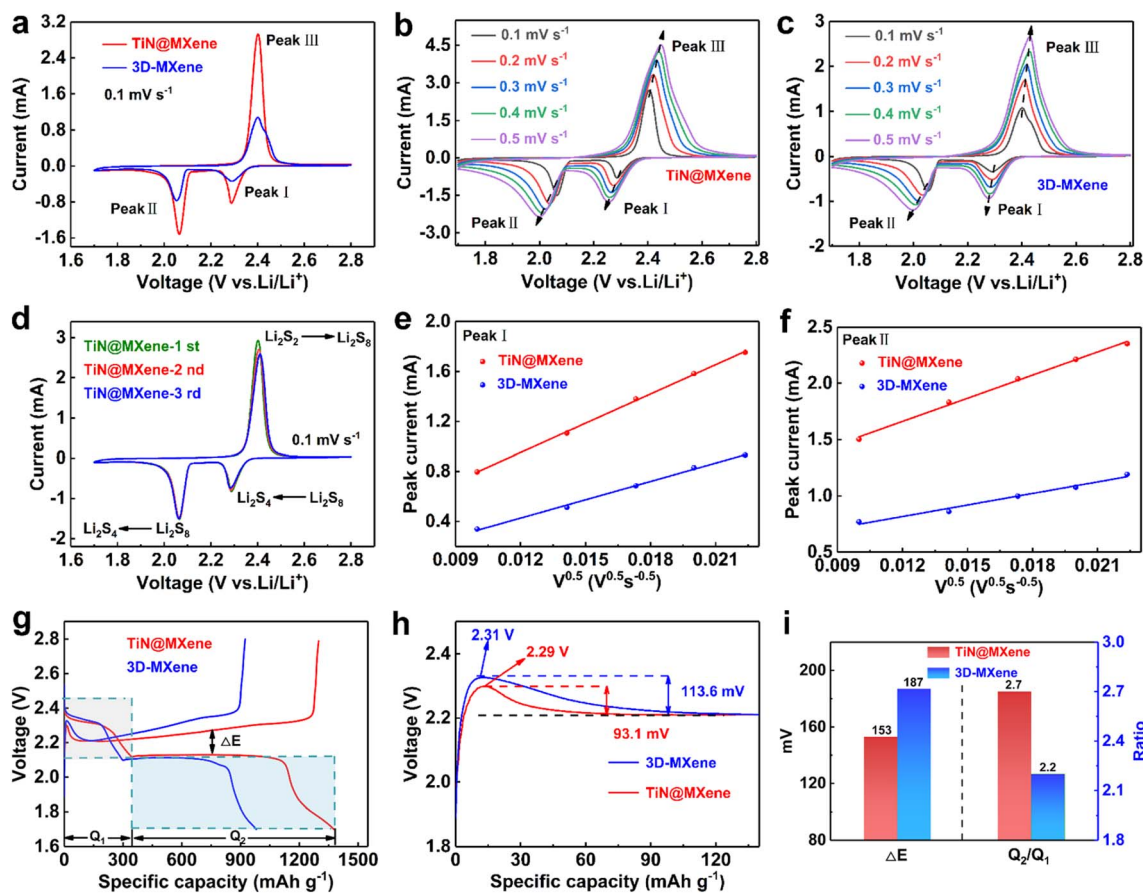 a
TiN@MXene
3D-MXene
0.1 mV s⁻¹
Peak Ⅲ
Peak Ⅰ
Peak Ⅱ
Current (mA)
3.2
2.4
1.6
0.8
0.0
-0.8
-1.6
1.6 1.8 2.0 2.2 2.4 2.6 2.8
Voltage (V vs.Li/Li⁺)
b
0.1 mV s⁻¹
0.2 mV s⁻¹
0.3 mV s⁻¹
0.4 mV s⁻¹
0.5 mV s⁻¹
Peak Ⅲ
TiN@MXene
Peak Ⅱ
Peak Ⅰ
Current (mA)
4.5
3.0
1.5
0.0
-1.5
-3.0
1.8 2.0 2.2 2.4 2.6 2.8
Voltage (V vs.Li/Li⁺)
c
0.1 mV s⁻¹
0.2 mV s⁻¹
0.3 mV s⁻¹
0.4 mV s⁻¹
0.5 mV s⁻¹
Peak Ⅲ
3D-MXene
Peak Ⅱ
Peak Ⅰ
Current (mA)
3
2
1
0
-1
-2
1.8 2.0 2.2 2.4 2.6 2.8
Voltage (V vs.Li/Li⁺)
d
TiN@MXene-1 st
TiN@MXene-2 nd
TiN@MXene-3 rd
Li₂S₂ Li₂S₈
0.1 mV s⁻¹
Li₂S₄ Li₂S₈
Li₂S₄ Li₂S₈
Current (mA)
3
2
1
0
-1
-2
1.6 1.8 2.0 2.2 2.4 2.6 2.8
Voltage (V vs.Li/Li⁺)
e
Peak Ⅰ
TiN@MXene
3D-MXene
Peak current (mA)
2.0
1.6
1.2
0.8
0.4
0.009 0.012 0.015 0.018 0.021
V⁰·⁵ (V⁰·⁵s⁻⁰·⁵)
f
Peak Ⅱ
TiN@MXene
3D-MXene
Peak current (mA)
2.5
2.0
1.5
1.0
0.5
0.009 0.012 0.015 0.018 0.021
V⁰·⁵ (V⁰·⁵s⁻⁰·⁵)
g
TiN@MXene
3D-MXene
△E
Q₁ Q₂
Voltage (V)
2.8
2.6
2.4
2.2
2.0
1.8
1.6
0 300 600 900 1200 1500
Specific capacity (mAh g⁻¹)
h
2.31 V
2.29 V
113.6 mV
93.1 mV
3D-MXene
TiN@MXene
Voltage (V)
2.4
2.2
2.0
1.8
0 20 40 60 80 100 120 140
Specific capacity (mAh g⁻¹)
i
TiN@MXene
3D-MXene
187
153
2.7
2.2
mV
200
160
120
80
Ratio
3.0
2.7
2.4
2.1
1.8
△E Q₂/Q₁